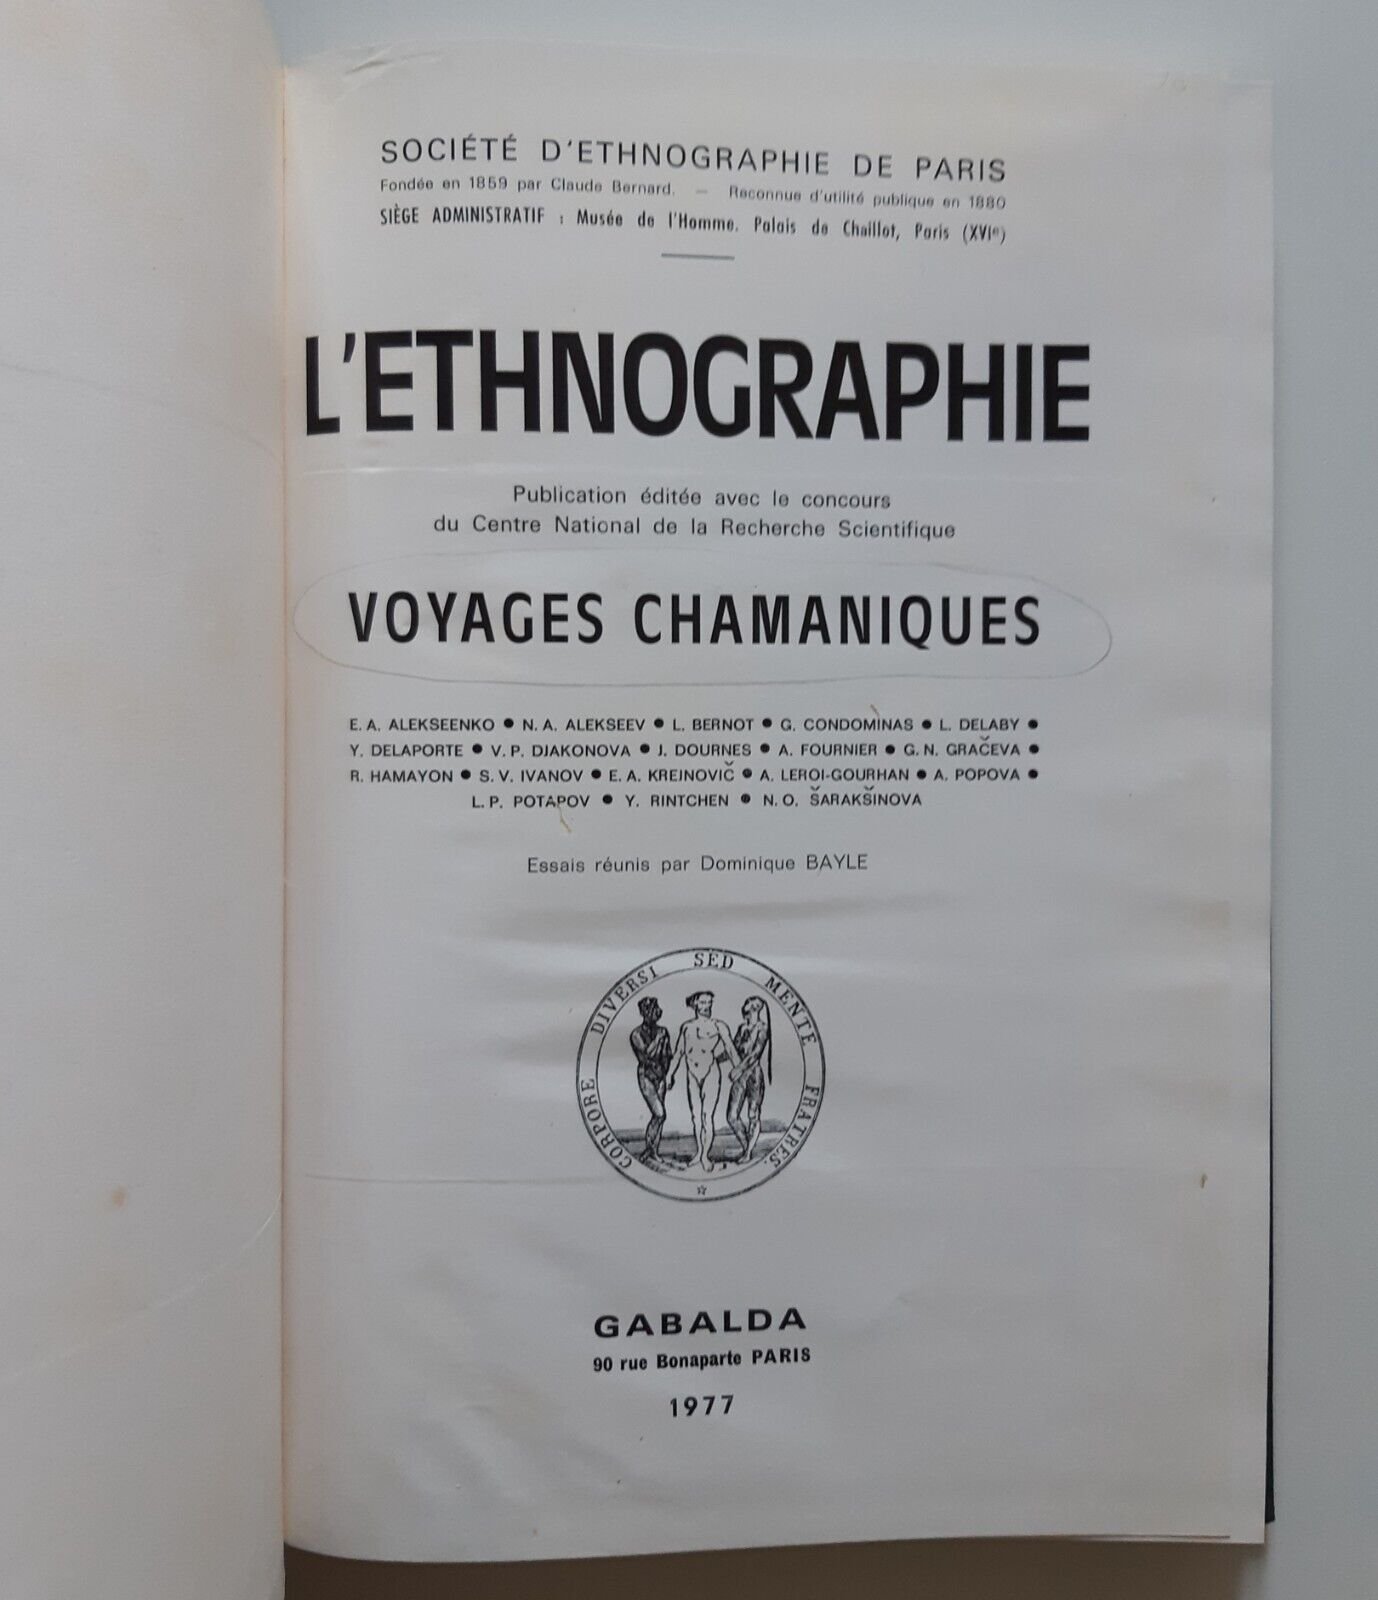 SOCIÉTÉ D'ETHNOGRAPHIE DE PARIS
Fondée en 1859 par Claude Bernard. — Reconnue d'utilité publique en 1880
SIÈGE ADMINISTRATIF : Musée de l'Homme. Palais de Chaillot, Paris (XVIe)
L'ETHNOGRAPHIE
Publication éditée avec le concours
du Centre National de la Recherche Scientifique
VOYAGES CHAMANIQUES
E. A. ALEKSEENKO ● N. A. ALEKSEEV ● L. BERNOT ● G. CONDOMINAS ● L. DELABY ●
Y. DELAPORTE ● V. P. DJAKONOVA ● J. DOURNES ● A. FOURNIER ● G. N. GRAČEVA ●
R. HAMAYON ● S. V. IVANOV ● E. A. KREJNOVIČ ● A. LEROI-GOURHAN ● A. POPOVA ●
L. P. POTAPOV ● Y. RINTCHEN ● N. O. ŠARAKŠINOVA
Essais réunis par Dominique BAYLE
CORPORE DIVERSI SED MENTE FRATRES.
GABALDA
90 rue Bonaparte PARIS
1977